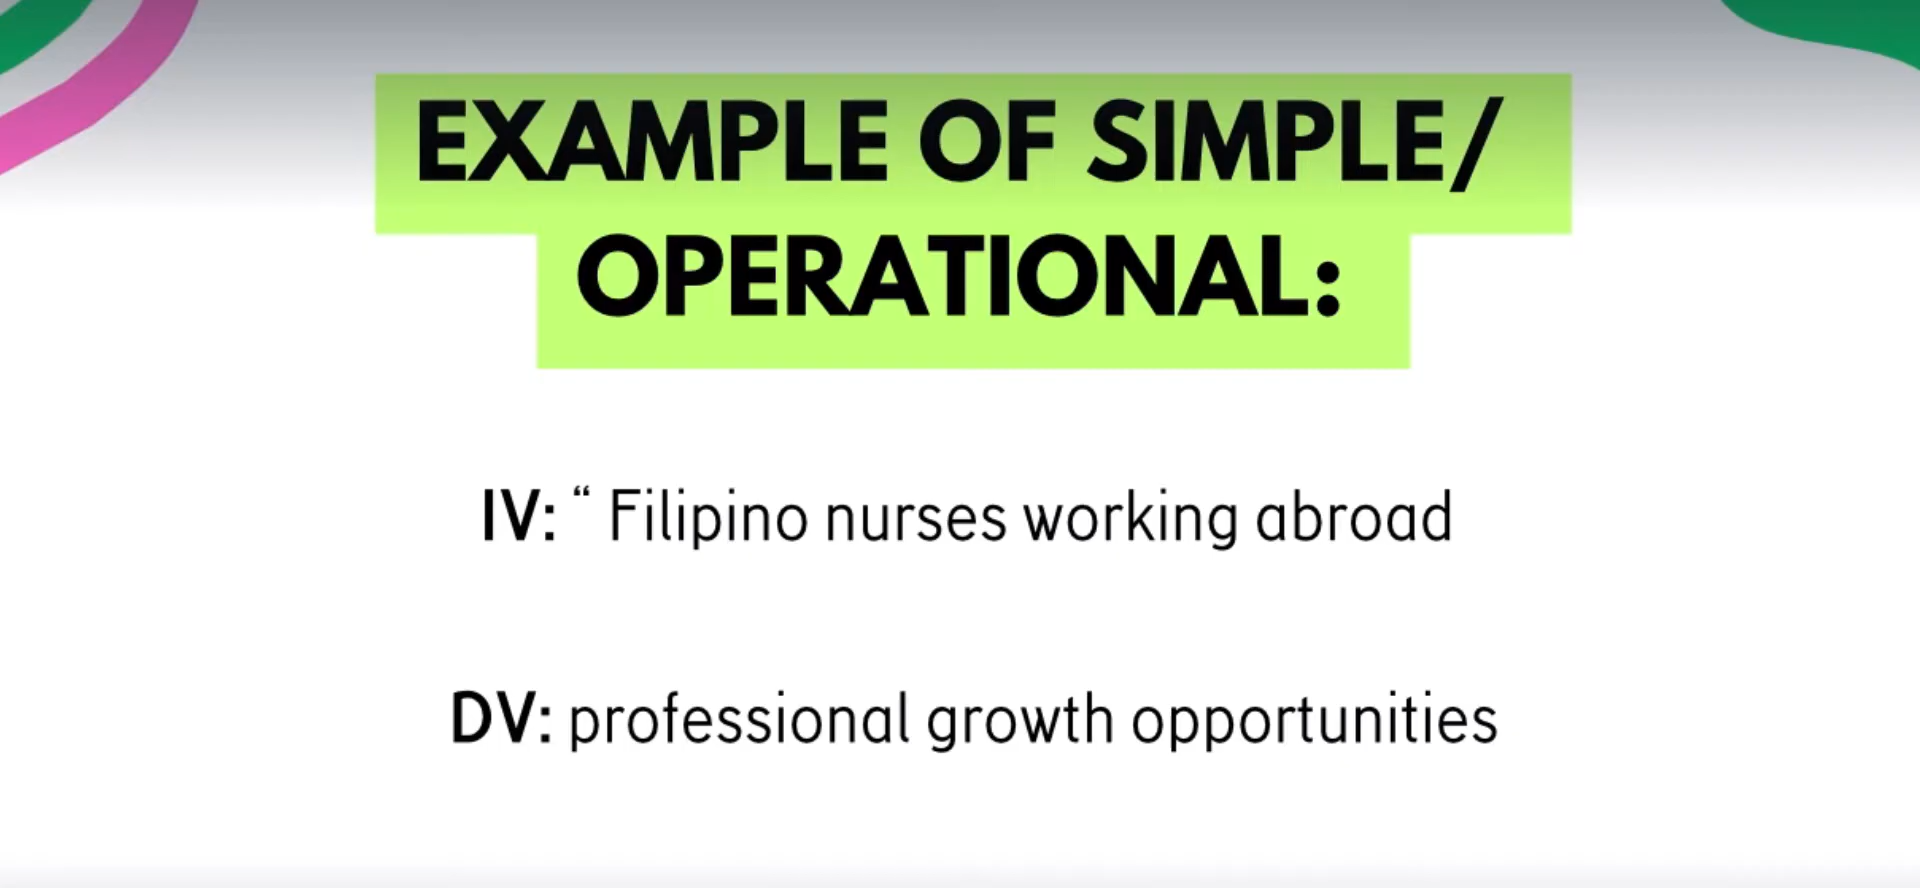 EXAMPLE OF SIMPLE/
OPERATIONAL:
IV: “ Filipino nurses working abroad
DV: professional growth opportunities